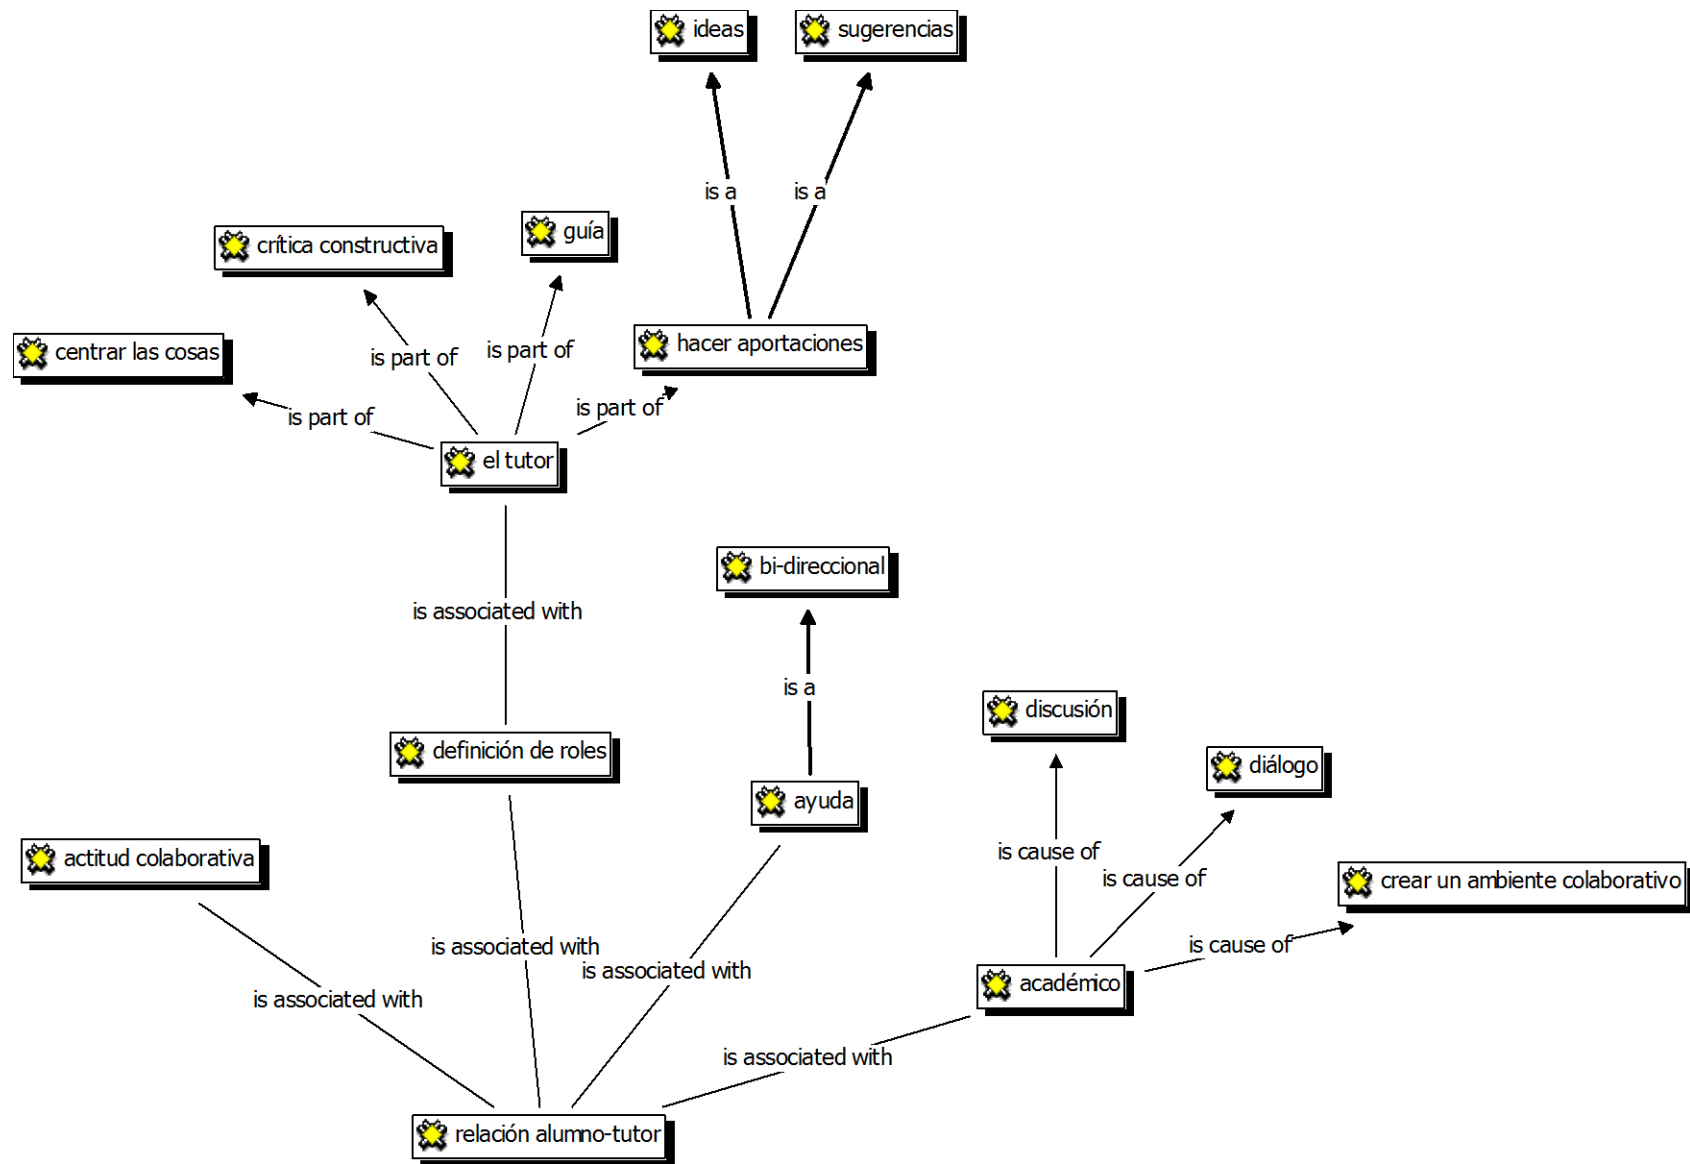 ideas
sugerencias
is a
is a
crítica constructiva
guía
centrar las cosas
hacer aportaciones
is part of
is part of
is part of
is part of
el tutor
bi-direccional
is associated with
is a
discusión
definición de roles
diálogo
ayuda
actitud colaborativa
is cause of
is cause of
crear un ambiente colaborativo
is associated with
is cause of
is associated with
académico
is associated with
is associated with
relación alumno-tutor